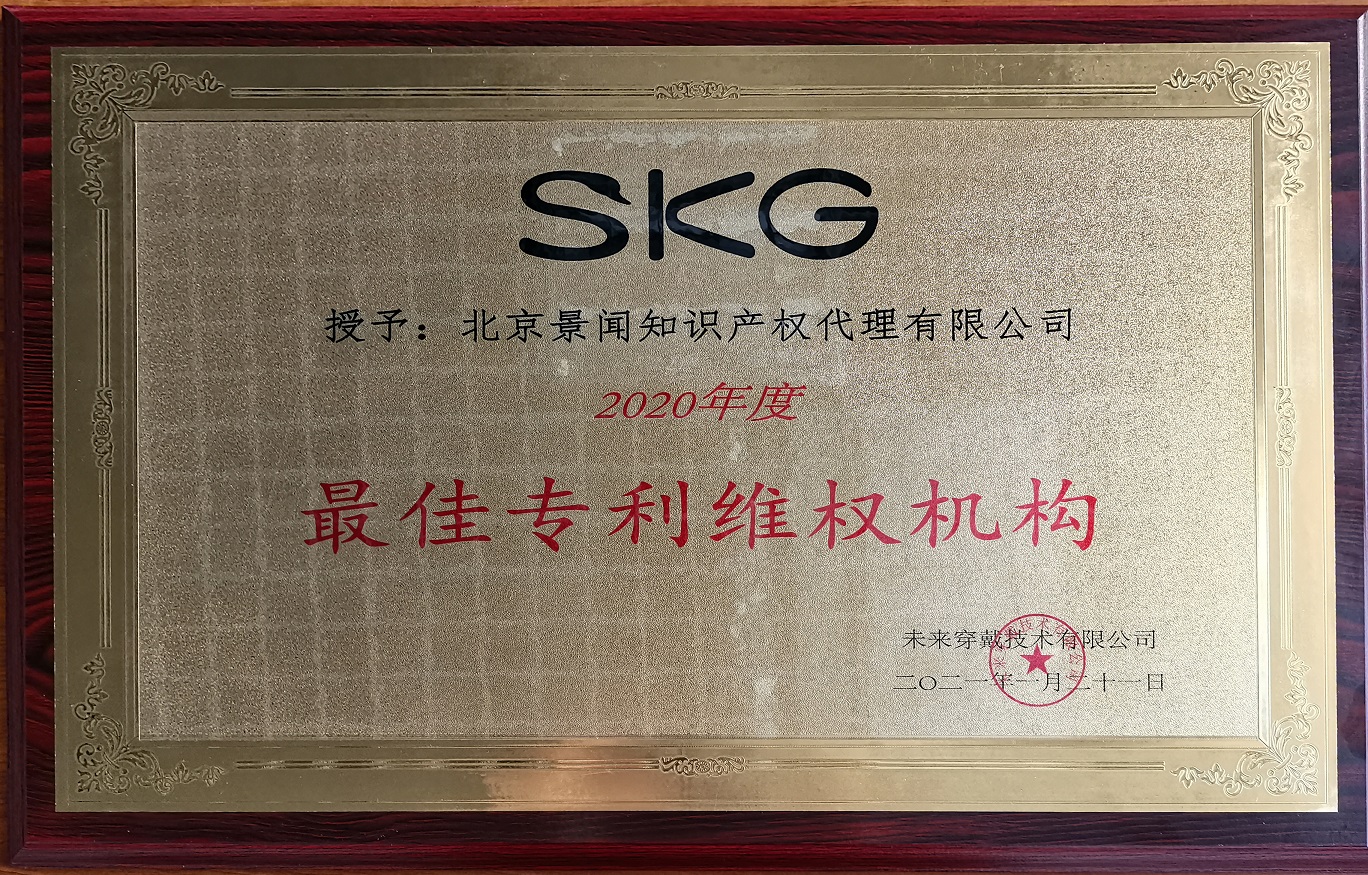 SKG
授予：北京景闻知识产权代理有限公司
2020年度
最佳专利维权机构
未来穿戴技术有限公司
二〇二一年一月二十一日